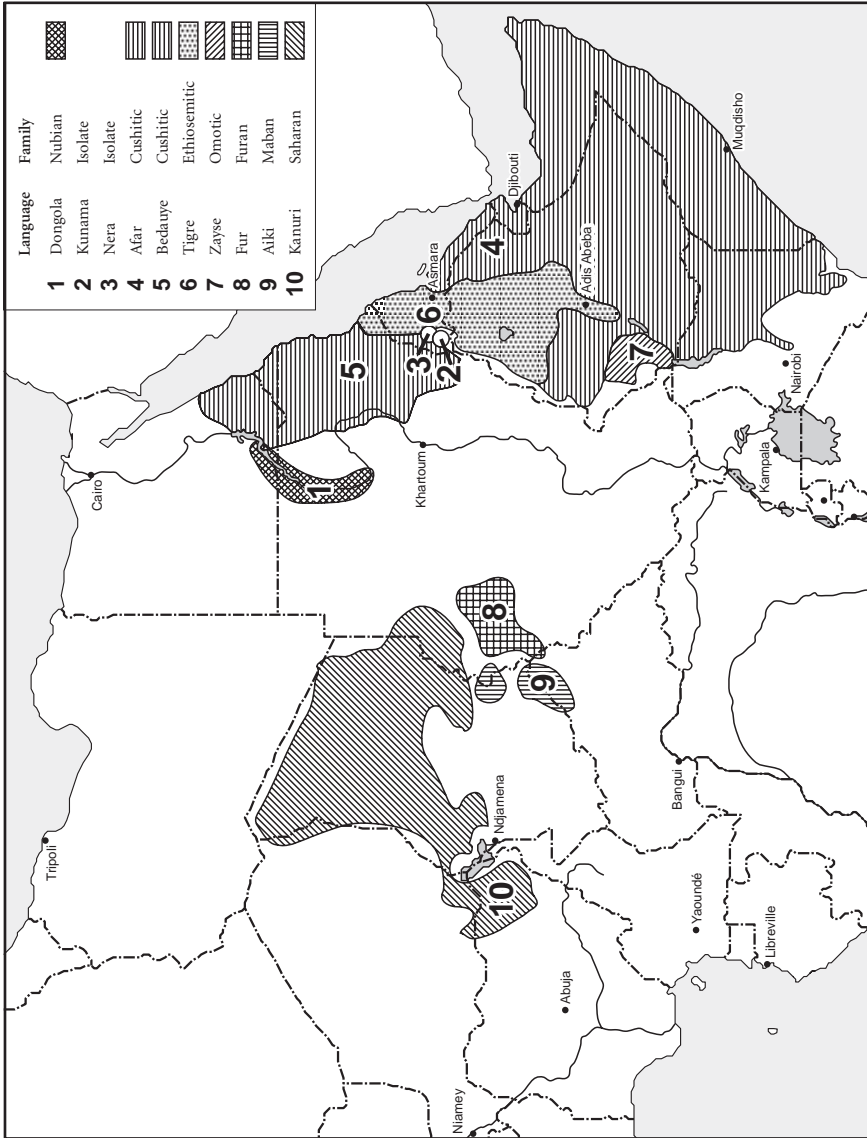 Language Family
1 Dongola Nubian
2 Kunama Isolate
3 Nera Isolate
4 Afar Cushitic
5 Bedauye Cushitic
6 Tigre Ethiosemitic
7 Zayse Omotic
8 Fur Furan
9 Aiki Maban
10 Kanuri Saharan
Tripoli
Cairo
1
5
Khartoum
3
2
6
Asmara
4
Djibouti
Adis Abeba
7
Muqdisho
Nairobi
Kampala
8
9
10
Ndjamena
Niamey
Abuja
Bangui
Yaoundé
Libreville